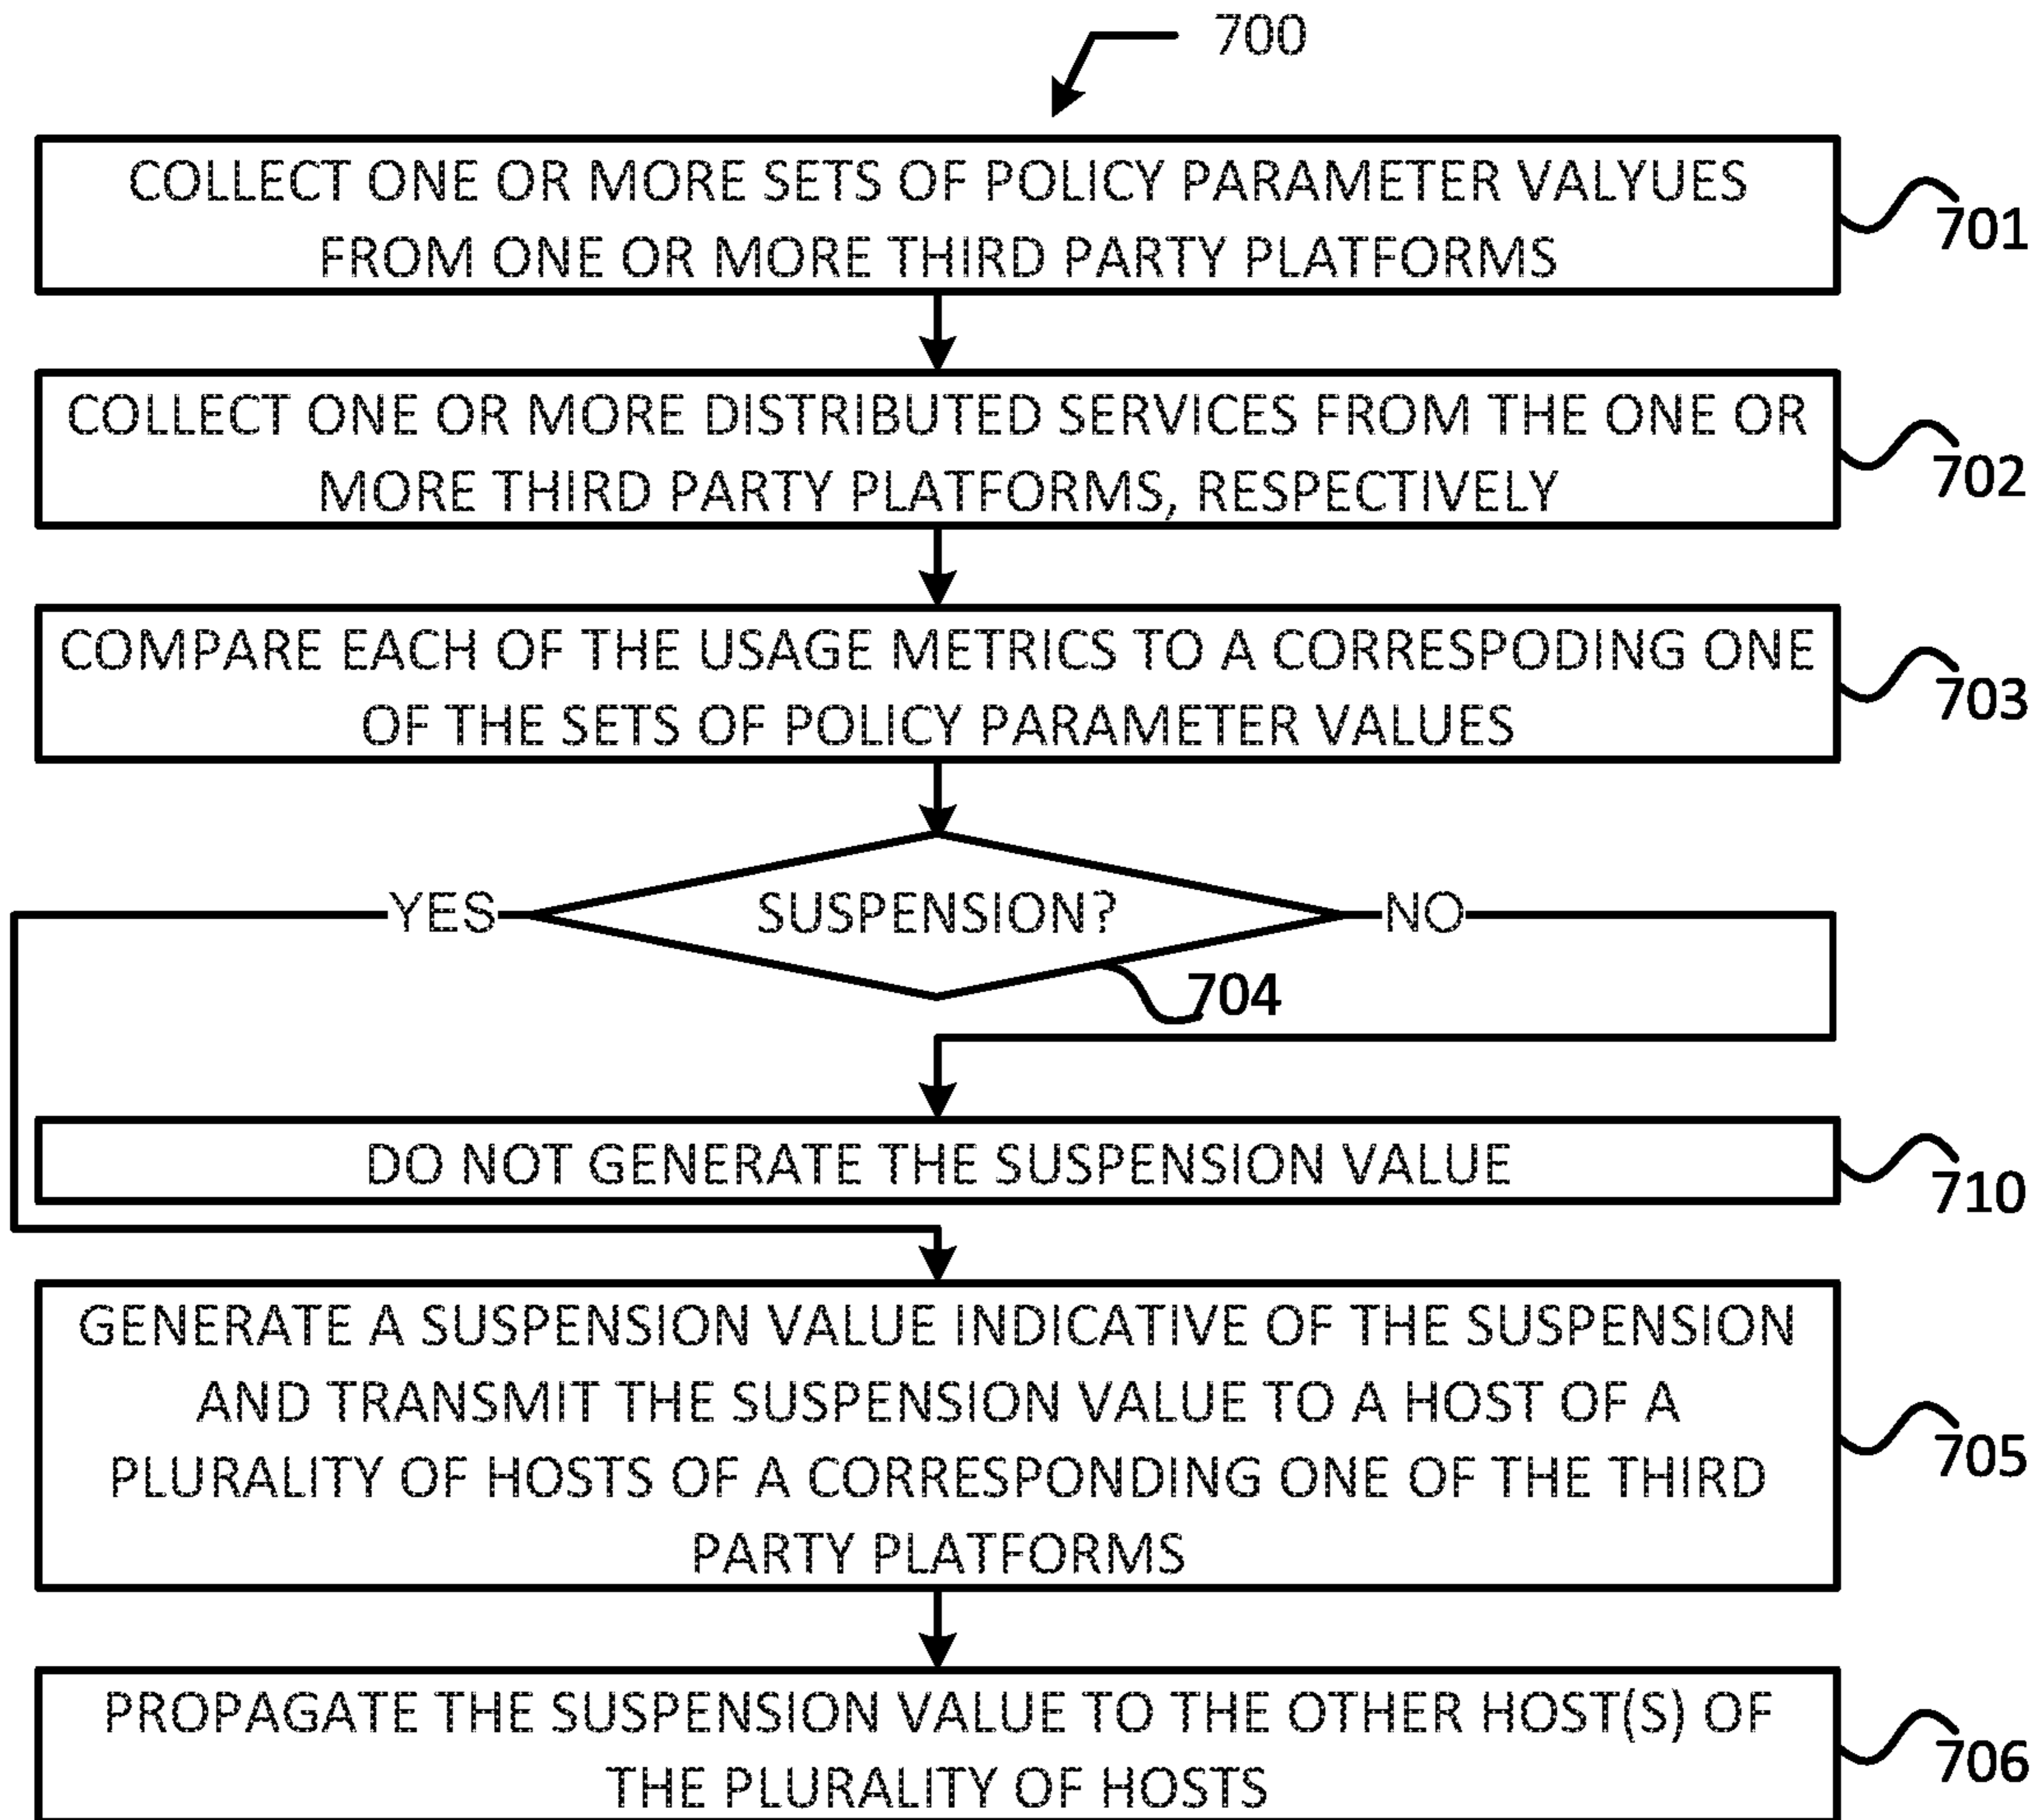 700
COLLECT ONE OR MORE SETS OF POLICY PARAMETER VALYUES
FROM ONE OR MORE THIRD PARTY PLATFORMS
701
COLLECT ONE OR MORE DISTRIBUTED SERVICES FROM THE ONE OR
MORE THIRD PARTY PLATFORMS, RESPECTIVELY
702
COMPARE EACH OF THE USAGE METRICS TO A CORRESPODING ONE
OF THE SETS OF POLICY PARAMETER VALUES
703
YES
SUSPENSION?
NO
704
DO NOT GENERATE THE SUSPENSION VALUE
710
GENERATE A SUSPENSION VALUE INDICATIVE OF THE SUSPENSION
AND TRANSMIT THE SUSPENSION VALUE TO A HOST OF A
PLURALITY OF HOSTS OF A CORRESPONDING ONE OF THE THIRD
PARTY PLATFORMS
705
PROPAGATE THE SUSPENSION VALUE TO THE OTHER HOST(S) OF
THE PLURALITY OF HOSTS
706